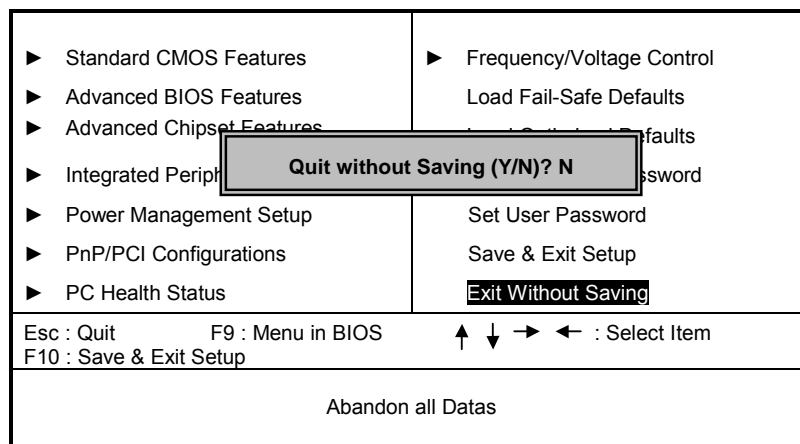 ► Standard CMOS Features
► Advanced BIOS Features
► Advanced Chipset Features
► Integrated
► Power Management Setup
► PnP/PCI Configurations
► PC Health Status
► Frequency/Voltage Control
Load Fail-Safe Defaults
Defaults
Set User Password
Save & Exit Setup
Exit Without Saving
Quit without Saving (Y/N)? N
Esc : Quit F9 : Menu in BIOS ↑ ↓ → ← : Select Item
F10 : Save & Exit Setup
Abandon all Datas